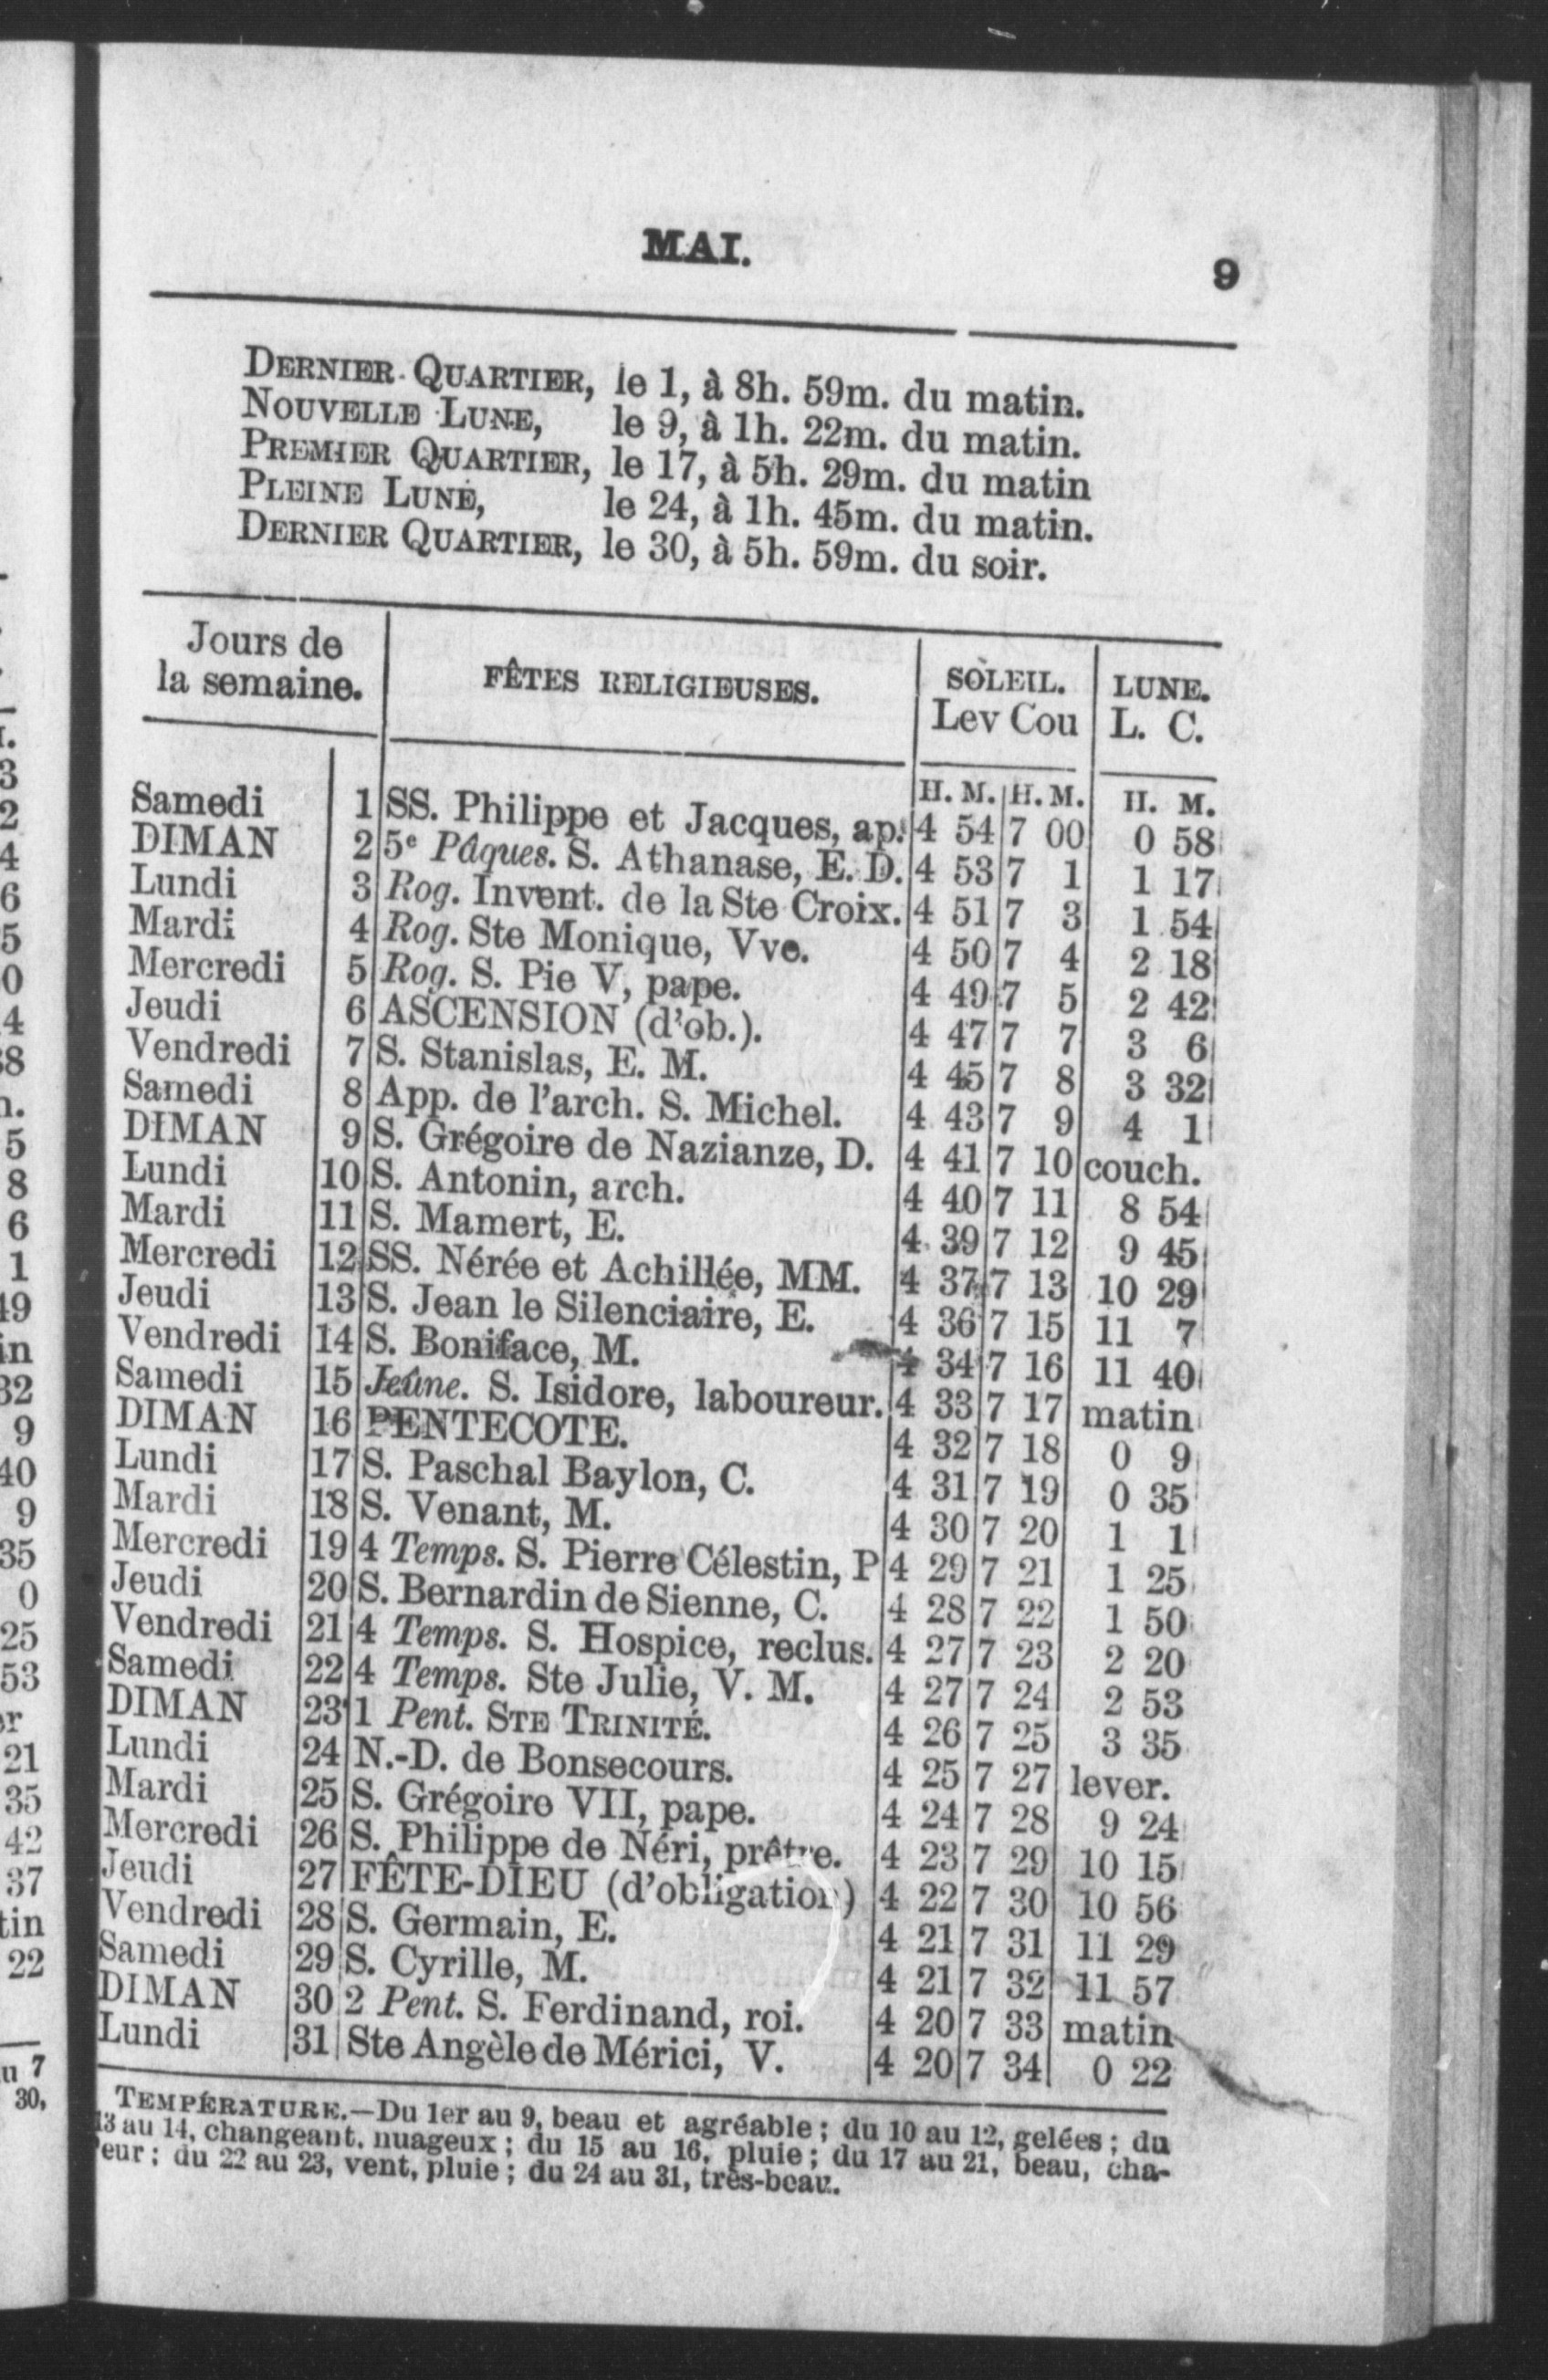 MAI.
9
DERNIER QUARTIER, le 1, à 8h. 59m. du matin.
NOUVELLE LUNE, le 9, à 1h. 22m. du matin.
PREMIER QUARTIER, le 17, à 5h. 29m. du matin
PLEINE LUNE, le 24, à 1h. 45m. du matin.
DERNIER QUARTIER, le 30, à 5h. 59m. du soir.
Jours de la semaine. FÊTES RELIGIEUSES. SOLEIL. LUNE.
Lev Cou L. C.
H. M. H. M. H. M.
Samedi 1 SS. Philippe et Jacques, ap. 4 54 7 00 0 58
DIMAN 2 5e Pâques. S. Athanase, E. D. 4 53 7 1 1 17
Lundi 3 Rog. Invent. de la Ste Croix. 4 51 7 3 1 54
Mardi 4 Rog. Ste Monique, Vve. 4 50 7 4 2 18
Mercredi 5 Rog. S. Pie V, pape. 4 49 7 5 2 42
Jeudi 6 ASCENSION (d'ob.). 4 47 7 7 3 6
Vendredi 7 S. Stanislas, E. M. 4 45 7 8 3 32
Samedi 8 App. de l'arch. S. Michel. 4 43 7 9 4 1
DIMAN 9 S. Grégoire de Nazianze, D. 4 41 7 10 couch.
Lundi 10 S. Antonin, arch. 4 40 7 11 8 54
Mardi 11 S. Mamert, E. 4 39 7 12 9 45
Mercredi 12 SS. Nérée et Achillée, MM. 4 37 7 13 10 29
Jeudi 13 S. Jean le Silenciaire, E. 4 36 7 15 11 7
Vendredi 14 S. Boniface, M. 4 34 7 16 11 40
Samedi 15 Jeûne. S. Isidore, laboureur. 4 33 7 17 matin
DIMAN 16 PENTECOTE. 4 32 7 18 0 9
Lundi 17 S. Paschal Baylon, C. 4 31 7 19 0 35
Mardi 18 S. Venant, M. 4 30 7 20 1 1
Mercredi 19 4 Temps. S. Pierre Célestin, P 4 29 7 21 1 25
Jeudi 20 S. Bernardin de Sienne, C. 4 28 7 22 1 50
Vendredi 21 4 Temps. S. Hospice, reclus. 4 27 7 23 2 20
Samedi 22 4 Temps. Ste Julie, V. M. 4 27 7 24 2 53
DIMAN 23 1 Pent. STE TRINITÉ. 4 26 7 25 3 35
Lundi 24 N.-D. de Bonsecours. 4 25 7 27 lever.
Mardi 25 S. Grégoire VII, pape. 4 24 7 28 9 24
Mercredi 26 S. Philippe de Néri, prêtre. 4 23 7 29 10 15
Jeudi 27 FÊTE-DIEU (d'obligation) 4 22 7 30 10 56
Vendredi 28 S. Germain, E. 4 21 7 31 11 29
Samedi 29 S. Cyrille, M. 4 21 7 32 11 57
DIMAN 30 2 Pent. S. Ferdinand, roi. 4 20 7 33 matin
Lundi 31 Ste Angèle de Mérici, V. 4 20 7 34 0 22
TEMPÉRATURE.—Du 1er au 9, beau et agréable ; du 10 au 12, gelées ; du
13 au 14, changeant, nuageux ; du 15 au 16, pluie ; du 17 au 21, beau, cha-
eur ; du 22 au 23, vent, pluie ; du 24 au 31, très-beau.